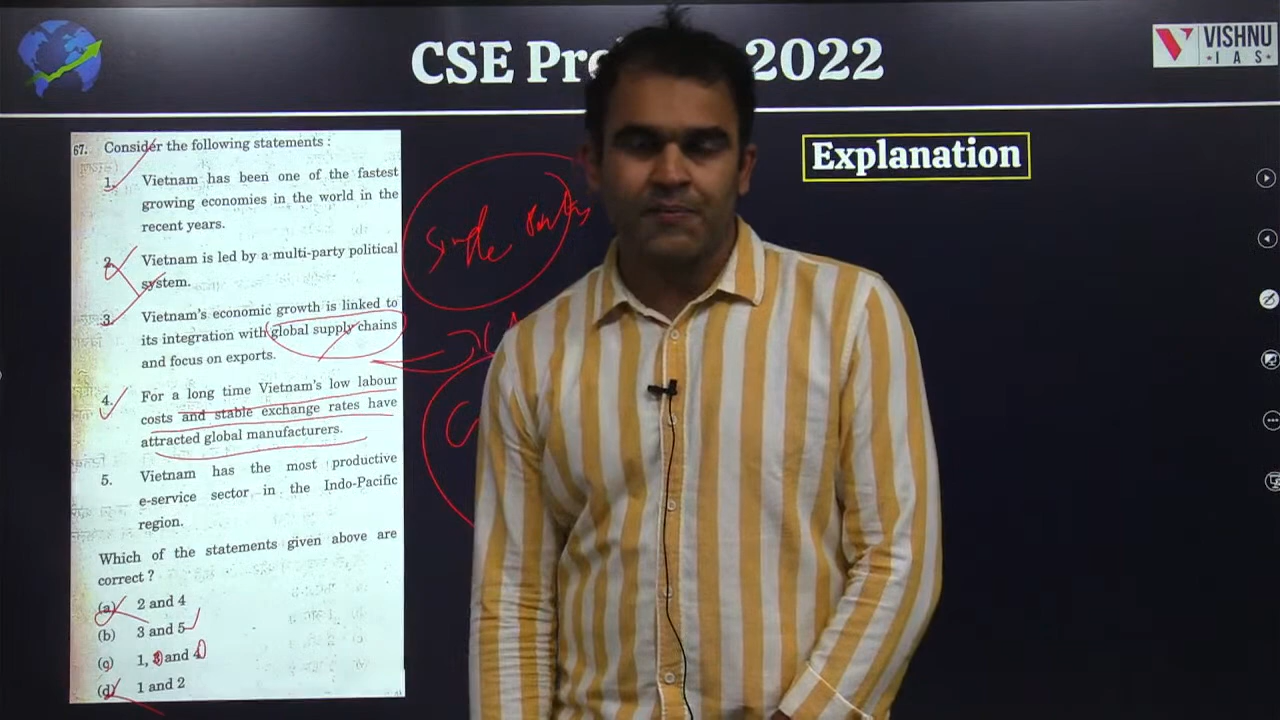 CSE Pr 2022
VISHNU
I A S
Explanation
67. Consider the following statements :
1. Vietnam has been one of the fastest
growing economies in the world in the
recent years.
2. Vietnam is led by a multi-party political
system.
3. Vietnam's economic growth is linked to
its integration with global supply chains
and focus on exports.
4. For a long time Vietnam's low labour
costs and stable exchange rates have
attracted global manufacturers.
5. Vietnam has the most productive
e-service sector in the Indo-Pacific
region.
Which of the statements given above are
correct ?
(a) 2 and 4
(b) 3 and 5
(c) 1, 3 and 4
(d) 1 and 2